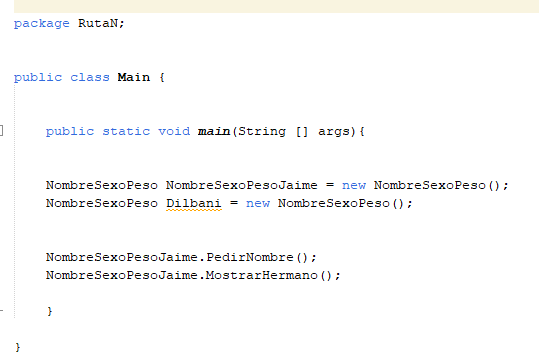 package RutaN;
public class Main {
public static void main(String [] args){
NombreSexoPeso NombreSexoPesoJaime = new NombreSexoPeso();
NombreSexoPeso Dilbani = new NombreSexoPeso();
NombreSexoPesoJaime.PedirNombre();
NombreSexoPesoJaime.MostrarHermano();
}
}